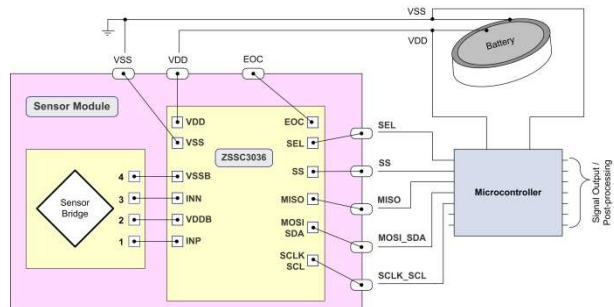 VSS
VDD
Battery
VSS
VDD
EOC
Sensor Module
VDD
EOC
SEL
VSS
SEL
ZSSC3036
SS
SS
4
VSSB
Sensor
Bridge
3
INN
MISO
MISO
2
VDDB
MOSI
SDA
MOSI_SDA
1
INP
SCLK
SCL
SCLK_SCL
Microcontroller
Signal Output /
Post-processing